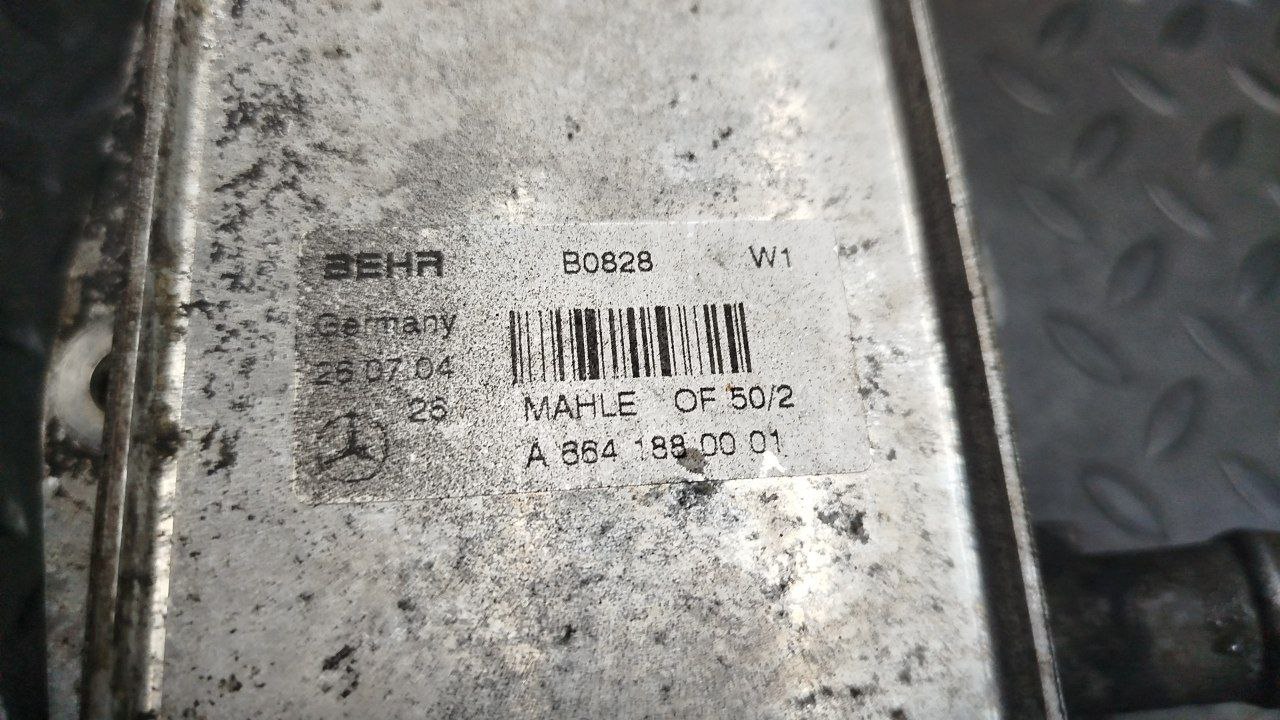 BEHR B0828 W1
Germany
26.07.04
26
MAHLE OF 50/2
A 664 188 00 01